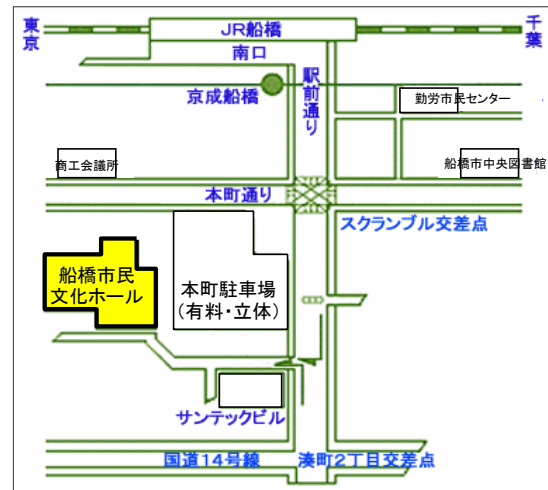 東京
JR船橋
千葉
南口
駅前通り
京成船橋
勤労市民センター
商工会議所
船橋市中央図書館
本町通り
スクランブル交差点
船橋市民
文化ホール
本町駐車場
(有料・立体)
サンテックビル
国道14号線
湊町2丁目交差点